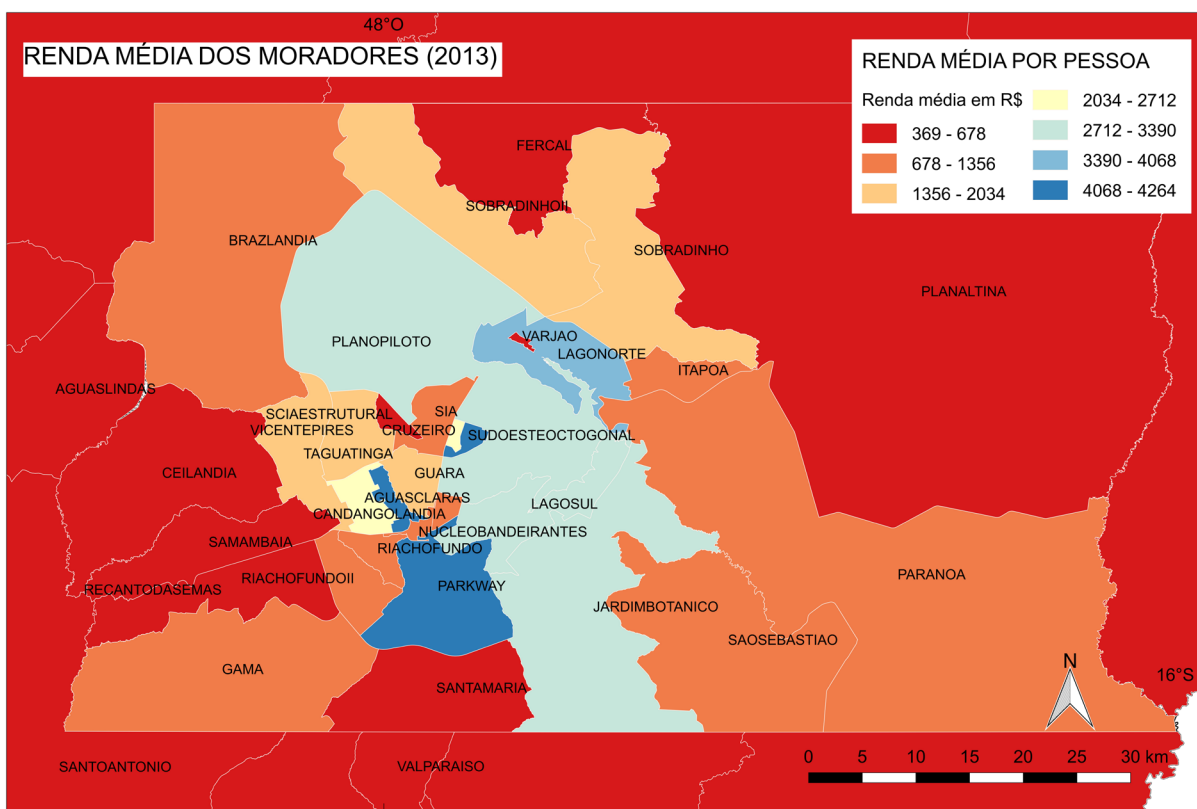 48°O
RENDA MÉDIA DOS MORADORES (2013)
RENDA MÉDIA POR PESSOA
Renda média em R$
369 - 678
678 - 1356
1356 - 2034
2034 - 2712
2712 - 3390
3390 - 4068
4068 - 4264
FERCAL
SOBRADINHOII
BRAZLANDIA
SOBRADINHO
PLANALTINA
PLANOPILOTO
VARJAO
LAGONORTE
ITAPOA
AGUASLINDAS
SCIAESTRUTURAL
SIA
VICENTEPIRES
CRUZEIRO
SUDOESTEOCTOGONAL
TAGUATINGA
CEILANDIA
GUARA
AGUASCLARAS
LAGOSUL
CANDANGOLANDIA
NUCLEOBANDEIRANTES
SAMAMBAIA
RIACHOFUNDO
RIACHOFUNDOII
PARANOA
RECANTODASEMAS
PARKWAY
JARDIMBOTANICO
SAOSEBASTIAO
GAMA
N
16°S
SANTAMARIA
SANTOANTONIO
VALPARAISO
0 5 10 15 20 25 30 km